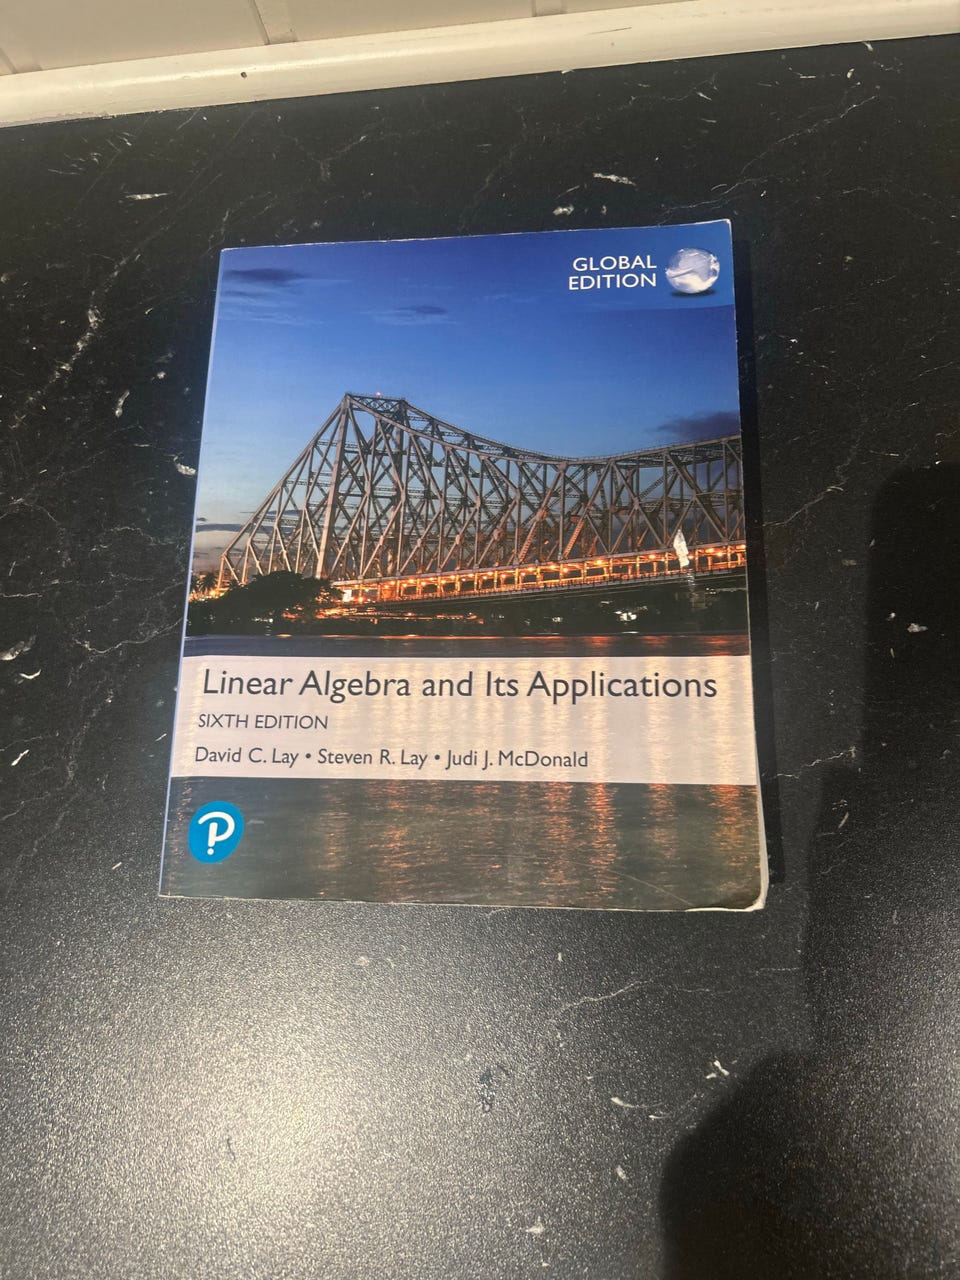 GLOBAL
EDITION
Linear Algebra and Its Applications
SIXTH EDITION
David C. Lay • Steven R. Lay • Judi J. McDonald
P